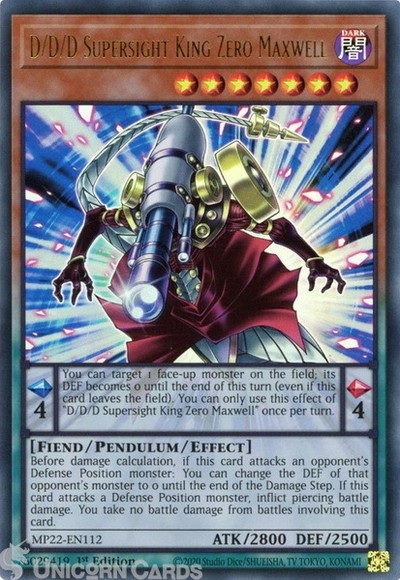 D/D/D Supersight King Zero Maxwell
DARK
闇
You can target 1 face-up monster on the field; its
DEF becomes 0 until the end of this turn (even if this
card leaves the field). You can only use this effect of
"D/D/D Supersight King Zero Maxwell" once per turn.
4
4
[Fiend/Pendulum/Effect]
Before damage calculation, if this card attacks an opponent's
Defense Position monster: You can change the DEF of that
opponent's monster to 0 until the end of the Damage Step. If this
card attacks a Defense Position monster, inflict piercing battle
damage. You take no battle damage from battles involving this
card.
MP22-EN112
ATK/2800 DEF/2500
1st Edition
©2020 Studio Dice/SHUEISHA, TV TOKYO, KONAMI
UNICORN CARDS